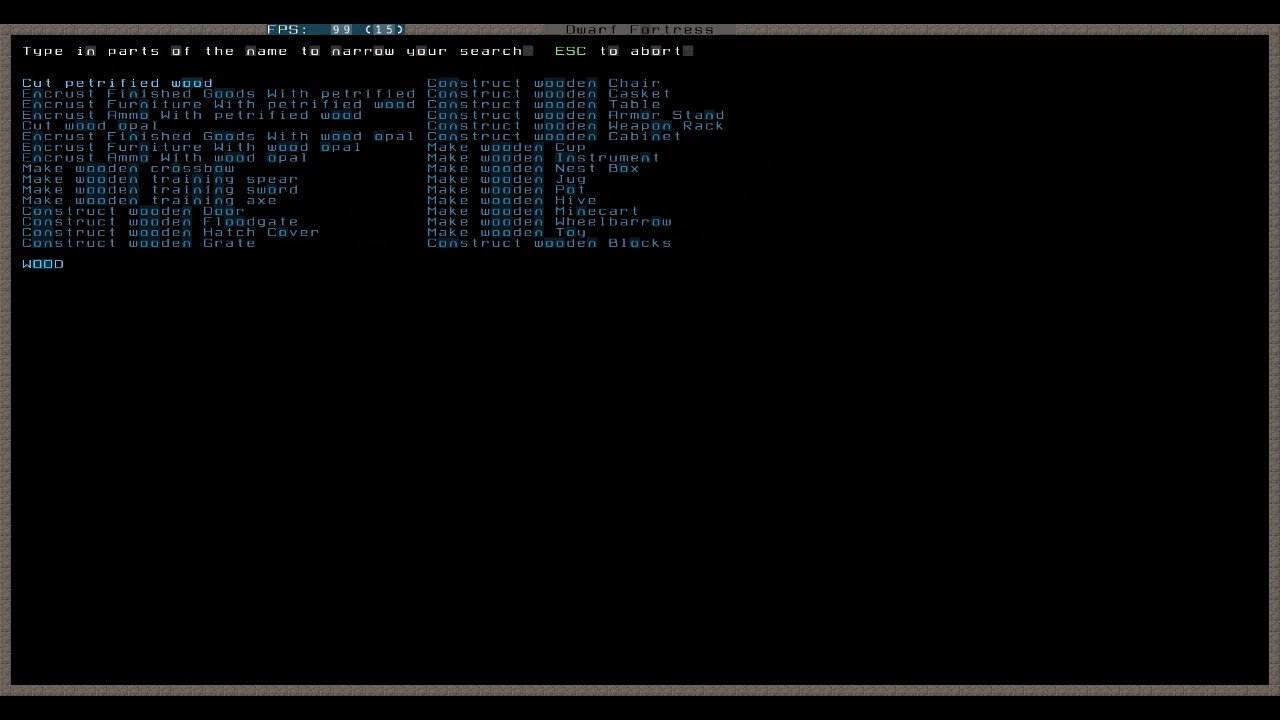 FPS: 99 (15) Dwarf Fortress
Type in parts of the name to narrow your search. ESC to abort.
Cut petrified wood
Encrust Finished Goods With petrified
Encrust Furniture With petrified wood
Encrust Ammo With petrified wood
Cut wood opal
Encrust Finished Goods With wood opal
Encrust Furniture With wood opal
Encrust Ammo With wood opal
Make wooden crossbow
Make wooden training spear
Make wooden training sword
Make wooden training axe
Construct wooden Door
Construct wooden Floodgate
Construct wooden Hatch Cover
Construct wooden Grate
Construct wooden Chair
Construct wooden Casket
Construct wooden Table
Construct wooden Armor Stand
Construct wooden Weapon Rack
Construct wooden Cabinet
Make wooden Cup
Make wooden Instrument
Make wooden Nest Box
Make wooden Jug
Make wooden Pot
Make wooden Hive
Make wooden Minecart
Make wooden Wheelbarrow
Make wooden Toy
Construct wooden Blocks
WOOD